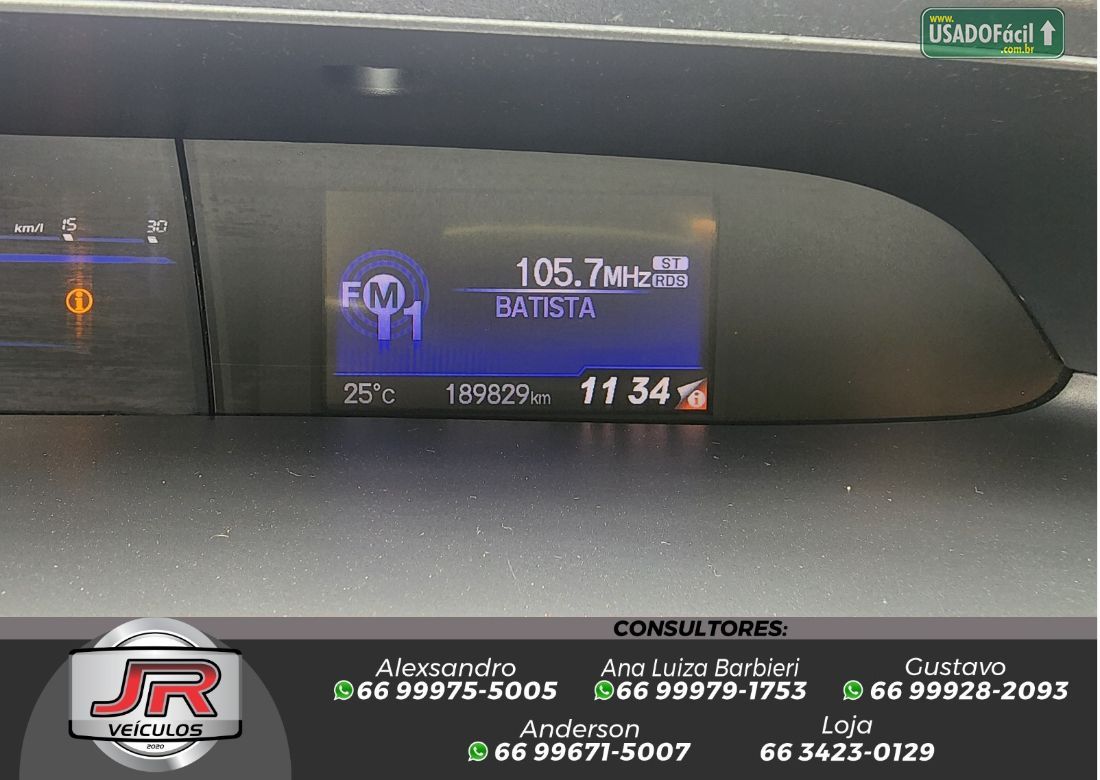 www.
USADOFácil
.com.br
km/l 15 30
105.7MHz ST
RDS
FM1
BATISTA
25°C 189829km 11 34
CONSULTORES:
Alexsandro Ana Luiza Barbieri Gustavo
66 99975-5005 66 99979-1753 66 99928-2093
Anderson Loja
66 99671-5007 66 3423-0129
JR
VEÍCULOS
2020